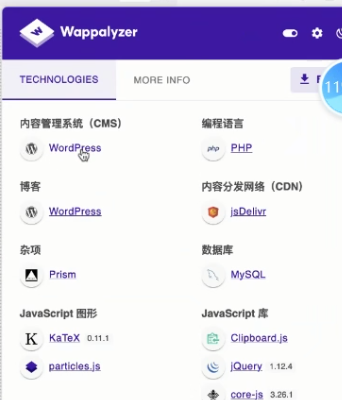 Wappalyzer
TECHNOLOGIES
MORE INFO
内容管理系统（CMS）
WordPress
博客
WordPress
杂项
Prism
JavaScript 图形
KaTeX 0.11.1
particles.js
编程语言
php PHP
内容分发网络（CDN）
jsDelivr
数据库
MySQL
JavaScript 库
Clipboard.js
jQuery 1.12.4
core-js 3.26.1